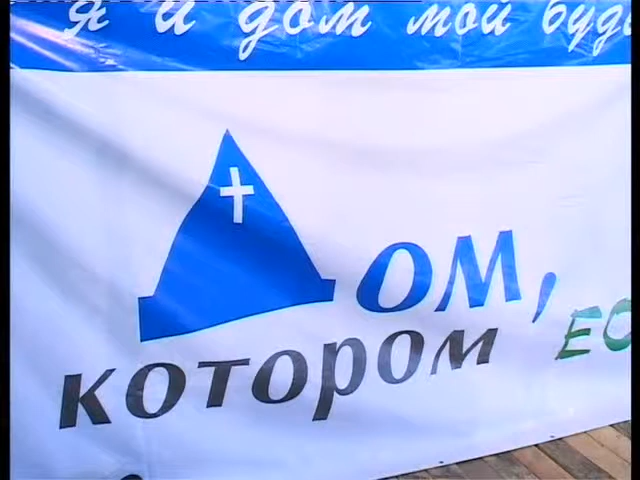 я и дом мой
Дом,
котором